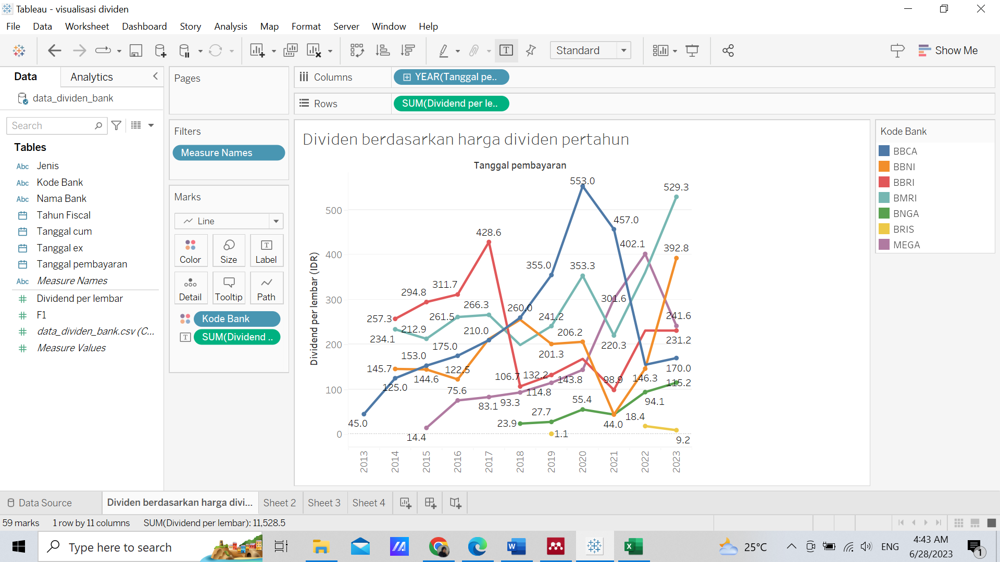 Tableau - visualisasi dividen
File Data Worksheet Dashboard Story Analysis Map Format Server Window Help
Standard
Show Me
Data Analytics
data_dividen_bank
Search
Tables
Abc Jenis
Abc Kode Bank
Abc Nama Bank
Tahun Fiscal
Tanggal cum
Tanggal ex
Tanggal pembayaran
Abc Measure Names
Dividend per lembar
F1
data_dividen_bank.csv (C...
Measure Values
Pages
Filters
Measure Names
Marks
Line
Color Size Label
Detail Tooltip Path
Kode Bank
SUM(Dividend ..
Columns YEAR(Tanggal pe..
Rows SUM(Dividend per le..
Dividen berdasarkan harga dividen pertahun
Tanggal pembayaran
Dividend per lembar (IDR)
500
400
300
200
100
0
553.0
529.3
457.0
428.6
402.1
392.8
355.0
353.3
311.7
294.8
301.6
266.3
260.0
257.3
261.5
241.2
241.6
212.9
210.0
206.2
234.1
175.0
220.3
231.2
153.0
201.3
145.7
122.5
170.0
144.6
106.7
132.2
143.8
98.9
146.3
115.2
125.0
75.6
114.8
83.1
93.3
55.4
94.1
27.7
18.4
45.0
23.9
44.0
14.4
1.1
9.2
2013 2014 2015 2016 2017 2018 2019 2020 2021 2022 2023
Kode Bank
BBCA
BBNI
BBRI
BMRI
BNGA
BRIS
MEGA
Data Source Dividen berdasarkan harga divi... Sheet 2 Sheet 3 Sheet 4
59 marks 1 row by 11 columns SUM(Dividend per lembar): 11,528.5
Type here to search
25°C
ENG
4:43 AM
6/28/2023
1